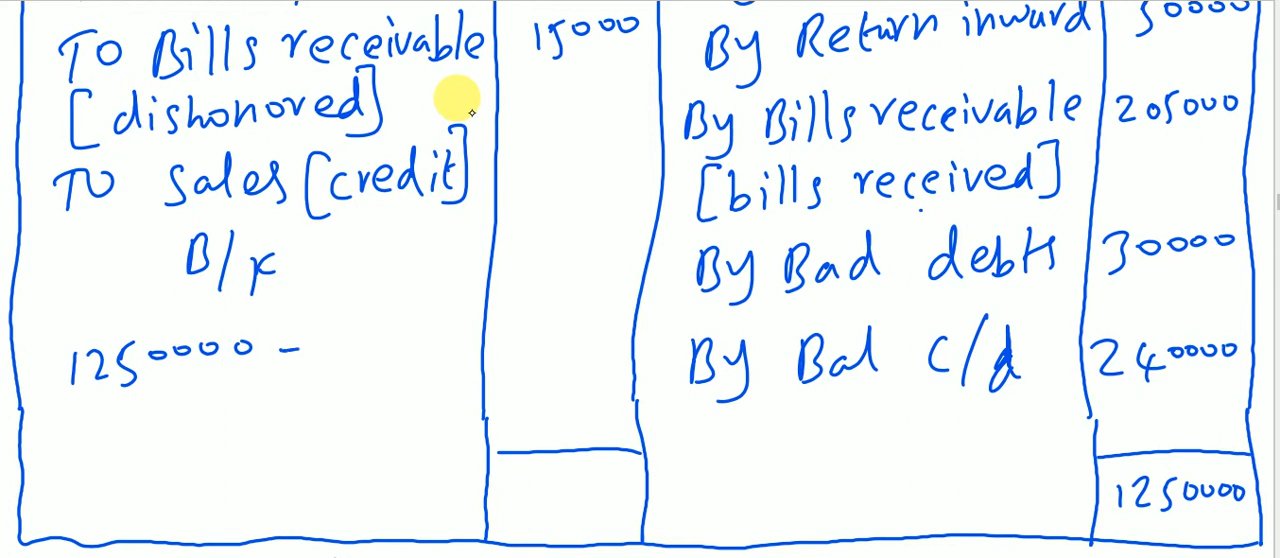 To Bills receivable 15000
[dishonored]
To Sales [credit]
B/F
1250000 -
By Return inward 50000
By Bills receivable 205000
[bills received]
By Bad debts 30000
By Bal c/d 240000
1250000